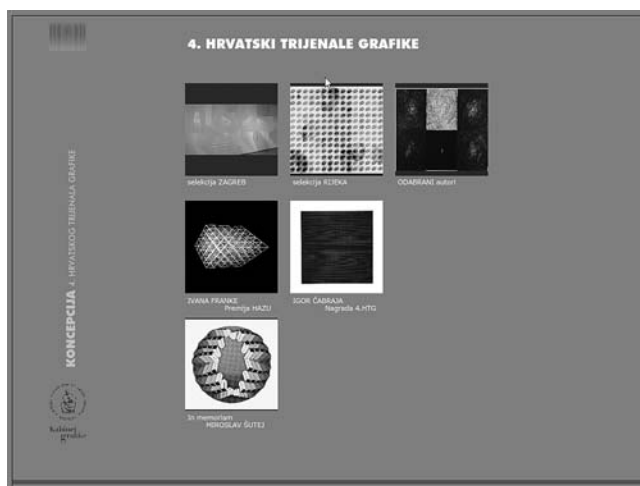 4. HRVATSKI TRIJENALE GRAFIKE
selekcija ZAGREB
selekcija RIJEKA
ODABRANI autori
IVANA FRANKE
Premija HAZU
IGOR ČABRAJA
Nagrada 4.HTG
In memoriam
MIROSLAV ŠUTEJ
KONCEPCIJA 4. HRVATSKOG TRIJENALA GRAFIKE
Kabinet
grafike